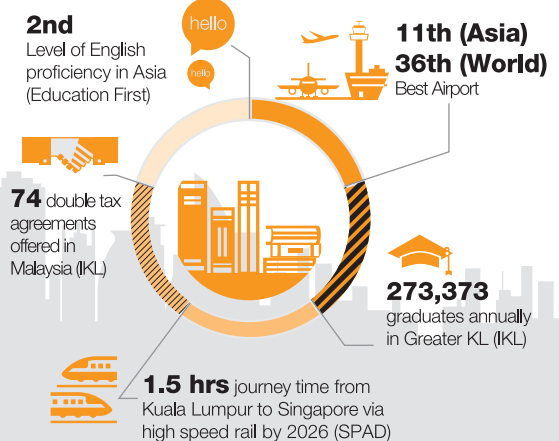 2nd
Level of English
proficiency in Asia
(Education First)
hello
hello
11th (Asia)
36th (World)
Best Airport
74 double tax
agreements
offered in
Malaysia (IKL)
273,373
graduates annually
in Greater KL (IKL)
1.5 hrs journey time from
Kuala Lumpur to Singapore via
high speed rail by 2026 (SPAD)